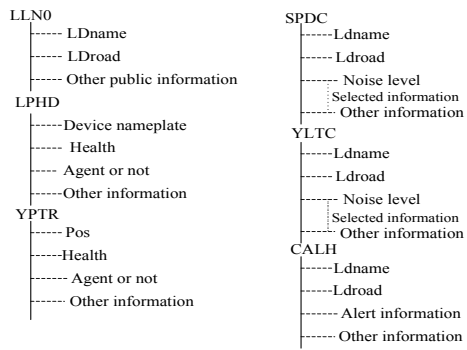 LLN0
LDname
LDroad
Other public information
LPHD
Device nameplate
Health
Agent or not
Other information
YPTR
Pos
Health
Agent or not
Other information
SPDC
Ldname
Ldroad
Noise level
Selected information
Other information
YLTC
Ldname
Ldroad
Noise level
Selected information
Other information
CALH
Ldname
Ldroad
Alert information
Other information